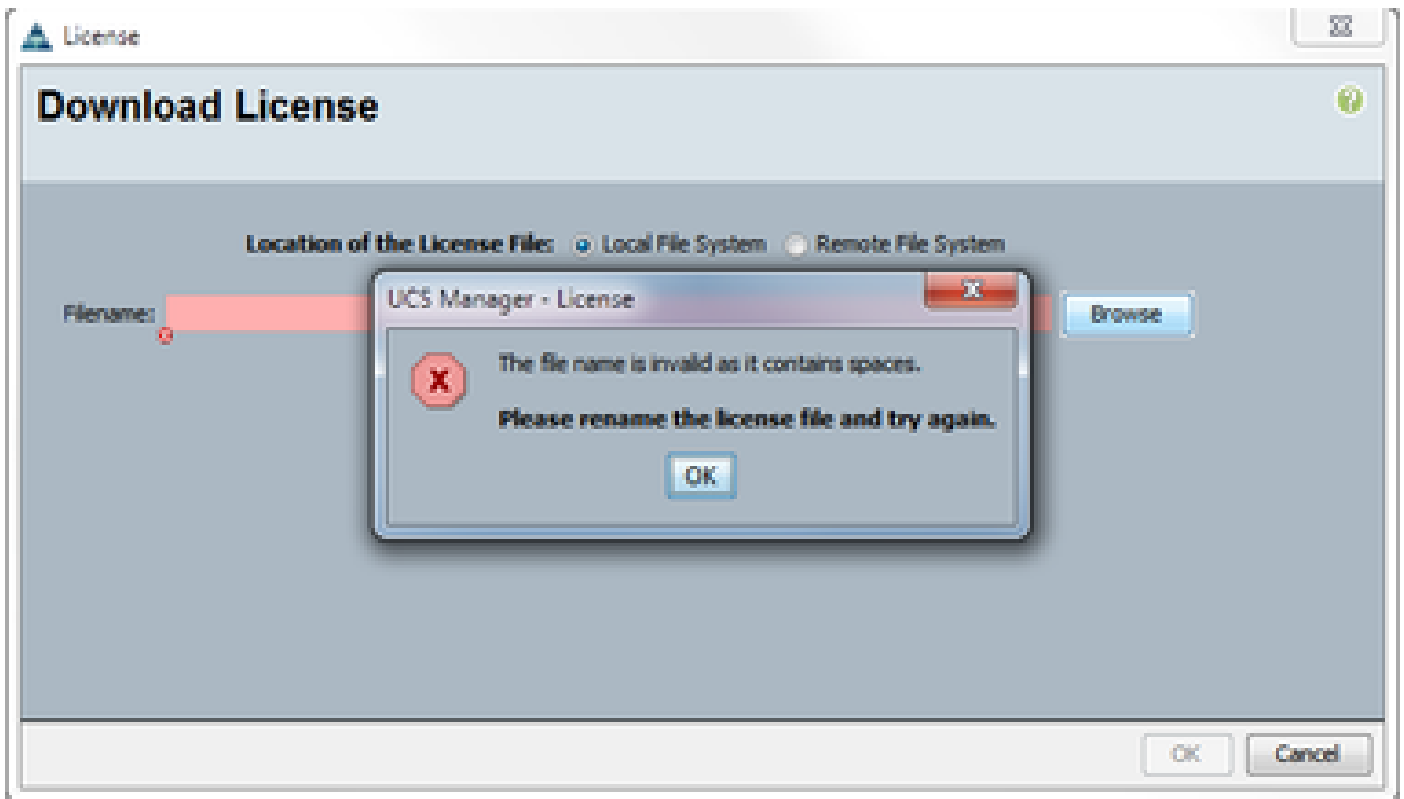 License
Download License
Location of the License File: Local File System Remote File System
Filename:
Browse
UCS Manager - License
The file name is invalid as it contains spaces.
Please rename the license file and try again.
OK
OK Cancel